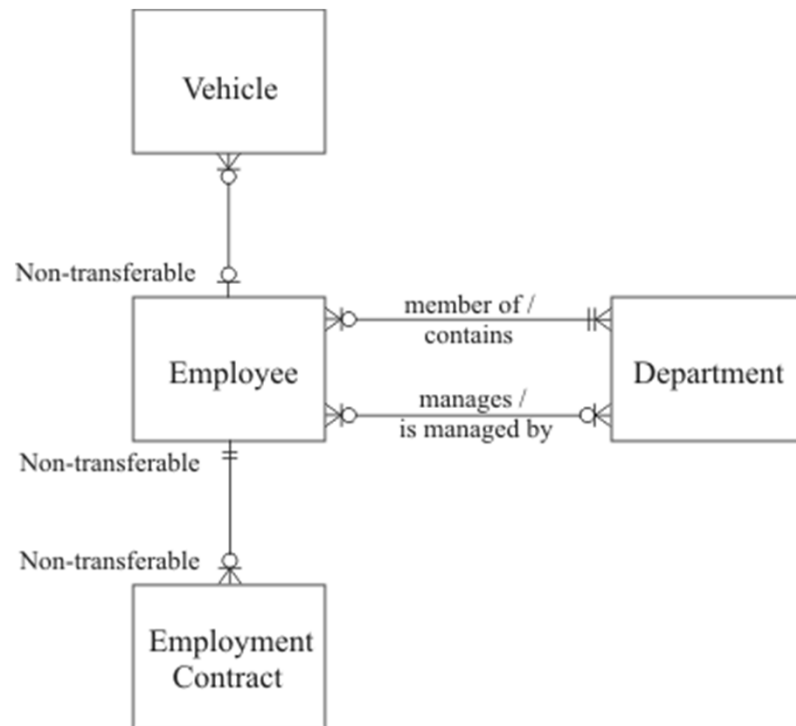 Vehicle
Non-transferable
member of /
contains
Employee
Department
manages /
is managed by
Non-transferable
Non-transferable
Employment
Contract